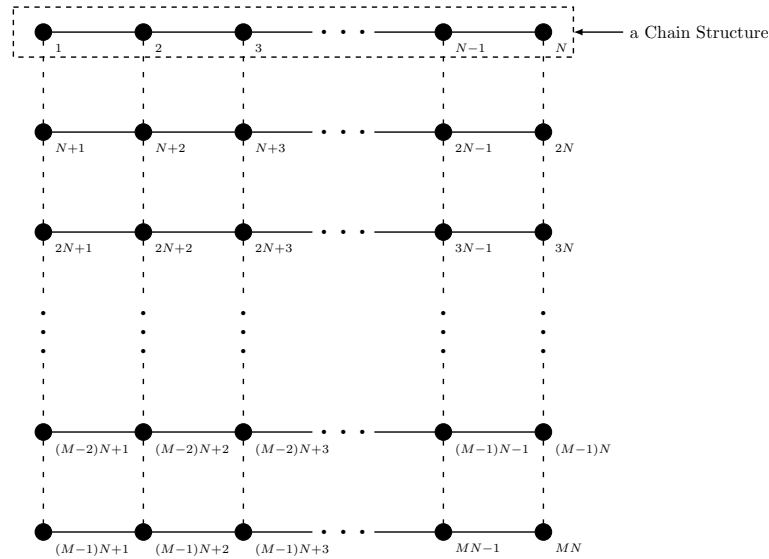 a Chain Structure
1 2 3 N−1 N
N+1 N+2 N+3 2N−1 2N
2N+1 2N+2 2N+3 3N−1 3N
(M−2)N+1 (M−2)N+2 (M−2)N+3 (M−1)N−1 (M−1)N
(M−1)N+1 (M−1)N+2 (M−1)N+3 MN−1 MN